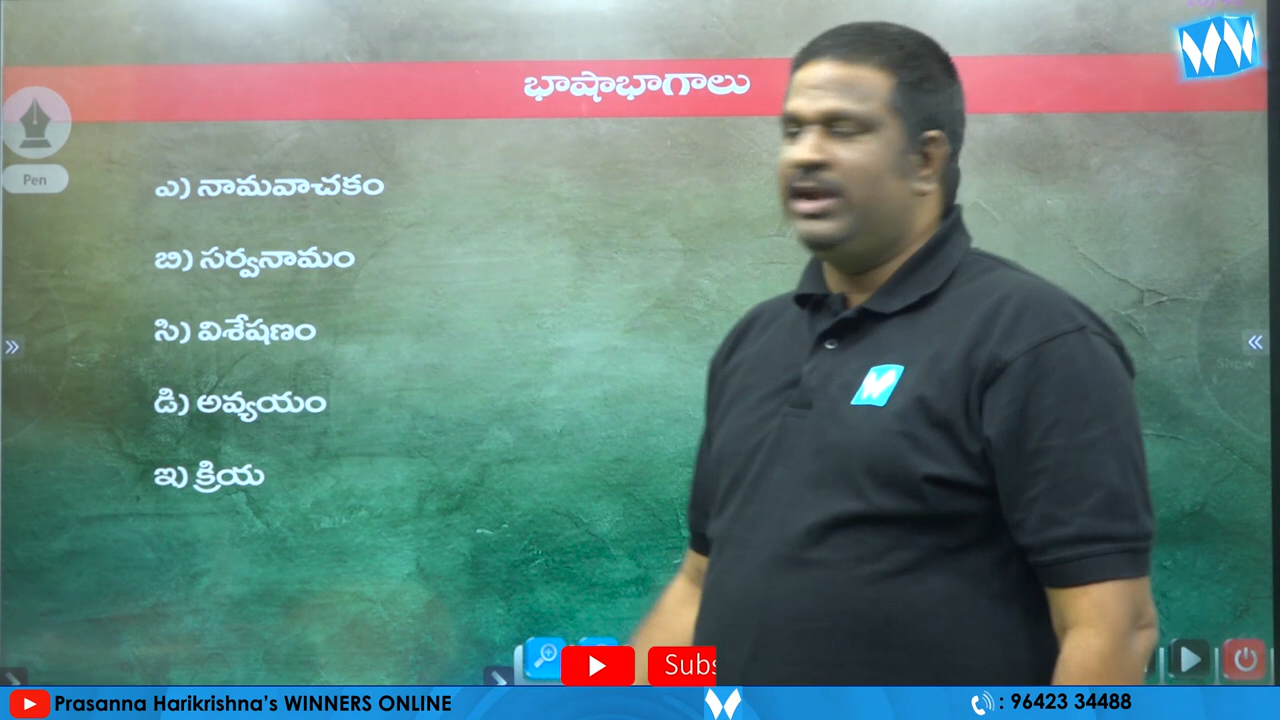 భాషాభాగాలు
Pen
ఎ) నామవాచకం
బి) సర్వనామం
సి) విశేషణం
డి) అవ్యయం
ఇ) క్రియ
Subs
Prasanna Harikrishna's WINNERS ONLINE
: 96423 34488